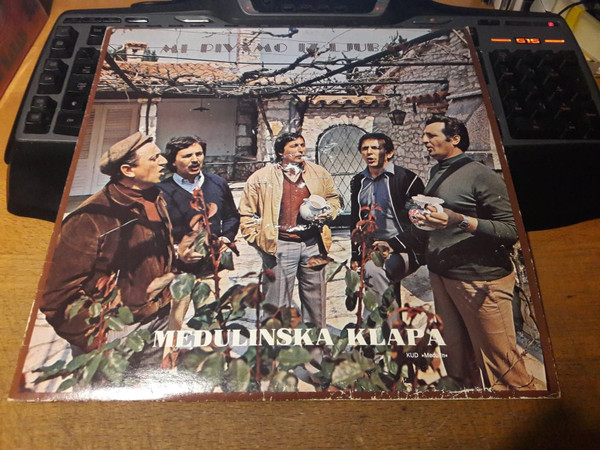 G15
MI PIVAMO
MEDULINSKA KLAPA
KUD »Medulin«